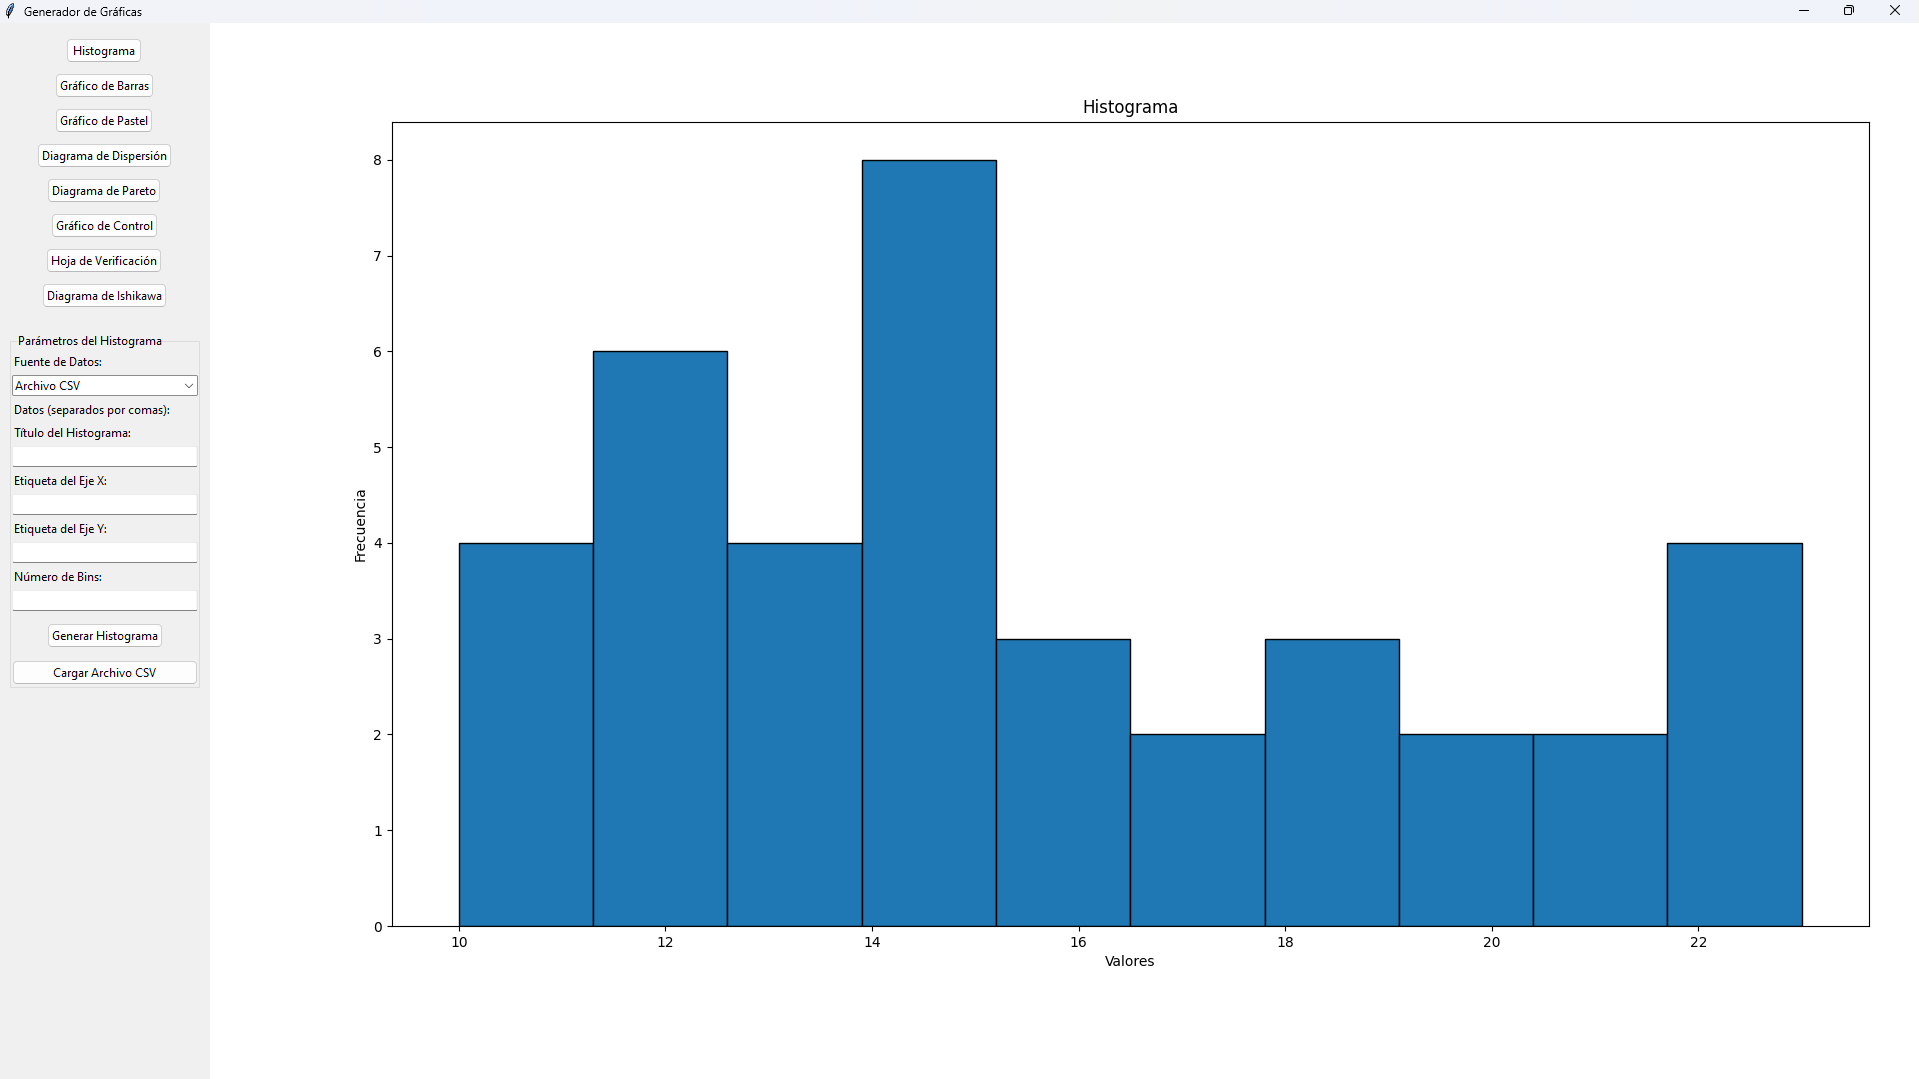 Generador de Gráficas
Histograma
Gráfico de Barras
Gráfico de Pastel
Diagrama de Dispersión
Diagrama de Pareto
Gráfico de Control
Hoja de Verificación
Diagrama de Ishikawa
Parámetros del Histograma
Fuente de Datos:
Archivo CSV
Datos (separados por comas):
Título del Histograma:
Etiqueta del Eje X:
Etiqueta del Eje Y:
Número de Bins:
Generar Histograma
Cargar Archivo CSV
Histograma
8
7
6
5
4
3
2
1
0
Frecuencia
10 12 14 16 18 20 22
Valores